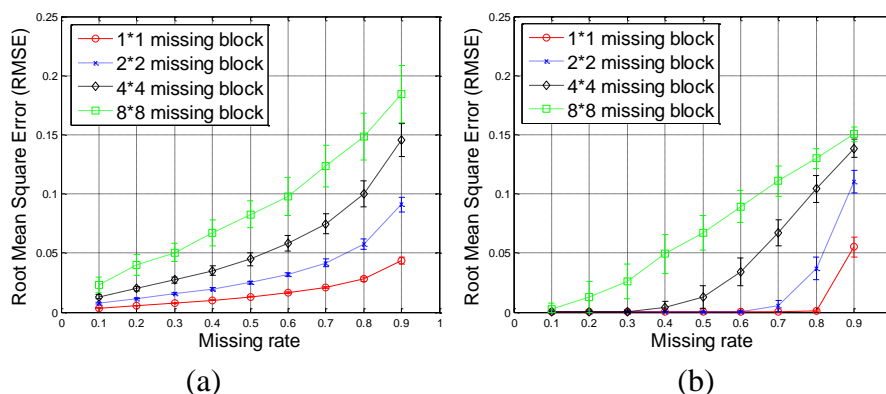 Root Mean Square Error (RMSE)
0.25
0.2
0.15
0.1
0.05
0
1*1 missing block
2*2 missing block
4*4 missing block
8*8 missing block
0 0.1 0.2 0.3 0.4 0.5 0.6 0.7 0.8 0.9 1
Missing rate
(a)
Root Mean Square Error (RMSE)
0.25
0.2
0.15
0.1
0.05
0
1*1 missing block
2*2 missing block
4*4 missing block
8*8 missing block
0 0.1 0.2 0.3 0.4 0.5 0.6 0.7 0.8 0.9
Missing rate
(b)